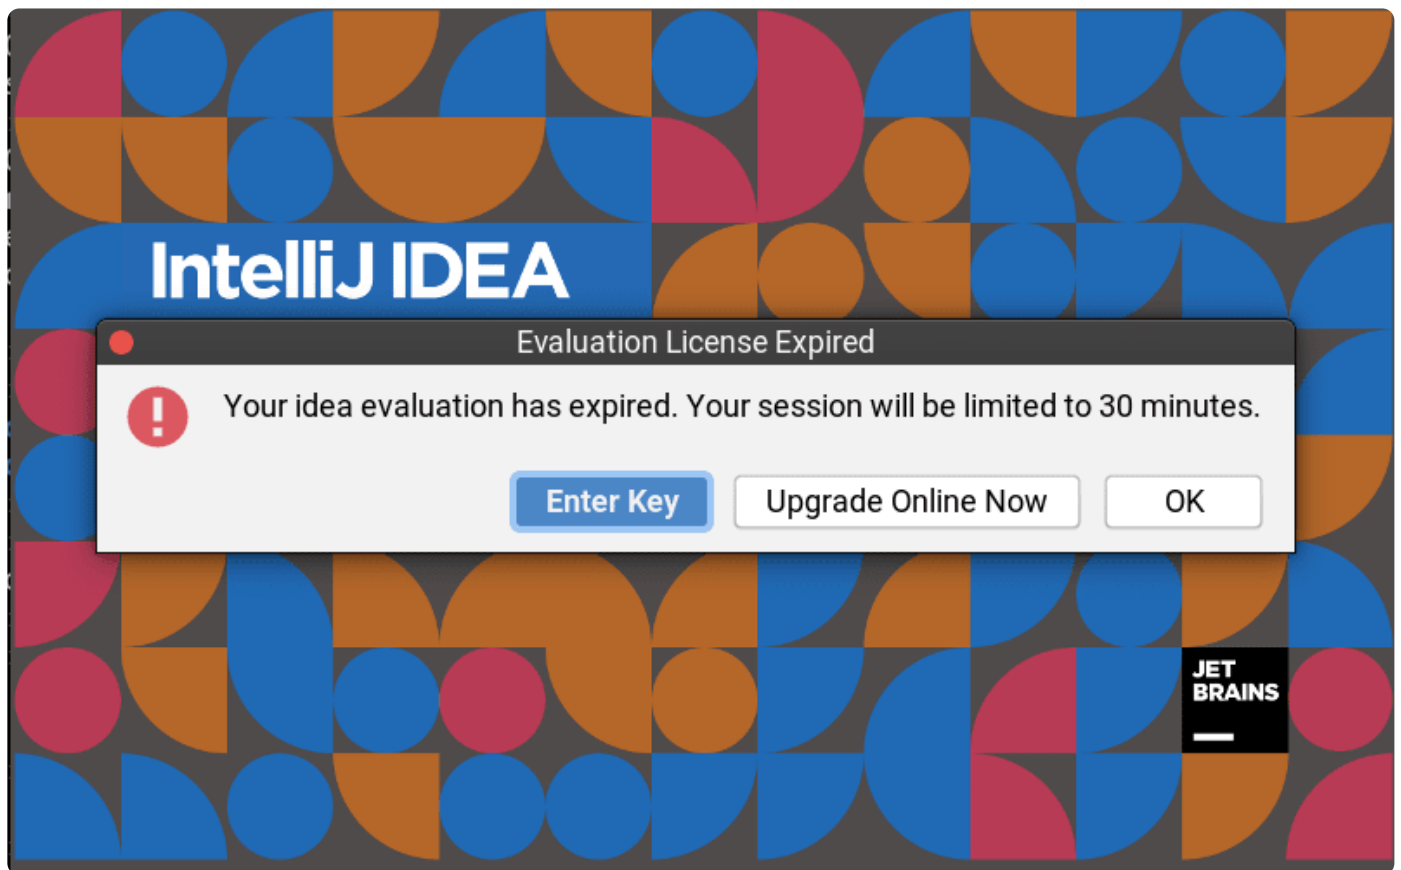 IntelliJ IDEA
Evaluation License Expired
Your idea evaluation has expired. Your session will be limited to 30 minutes.
Enter Key
Upgrade Online Now
OK
JET
BRAINS